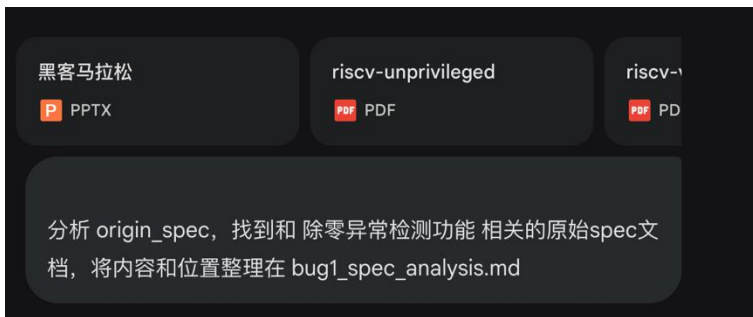 黑客马拉松
riscv-unprivileged
riscv-
PPTX
PDF
PD
分析 origin_spec，找到和 除零异常检测功能 相关的原始spec文
档，将内容和位置整理在 bug1_spec_analysis.md